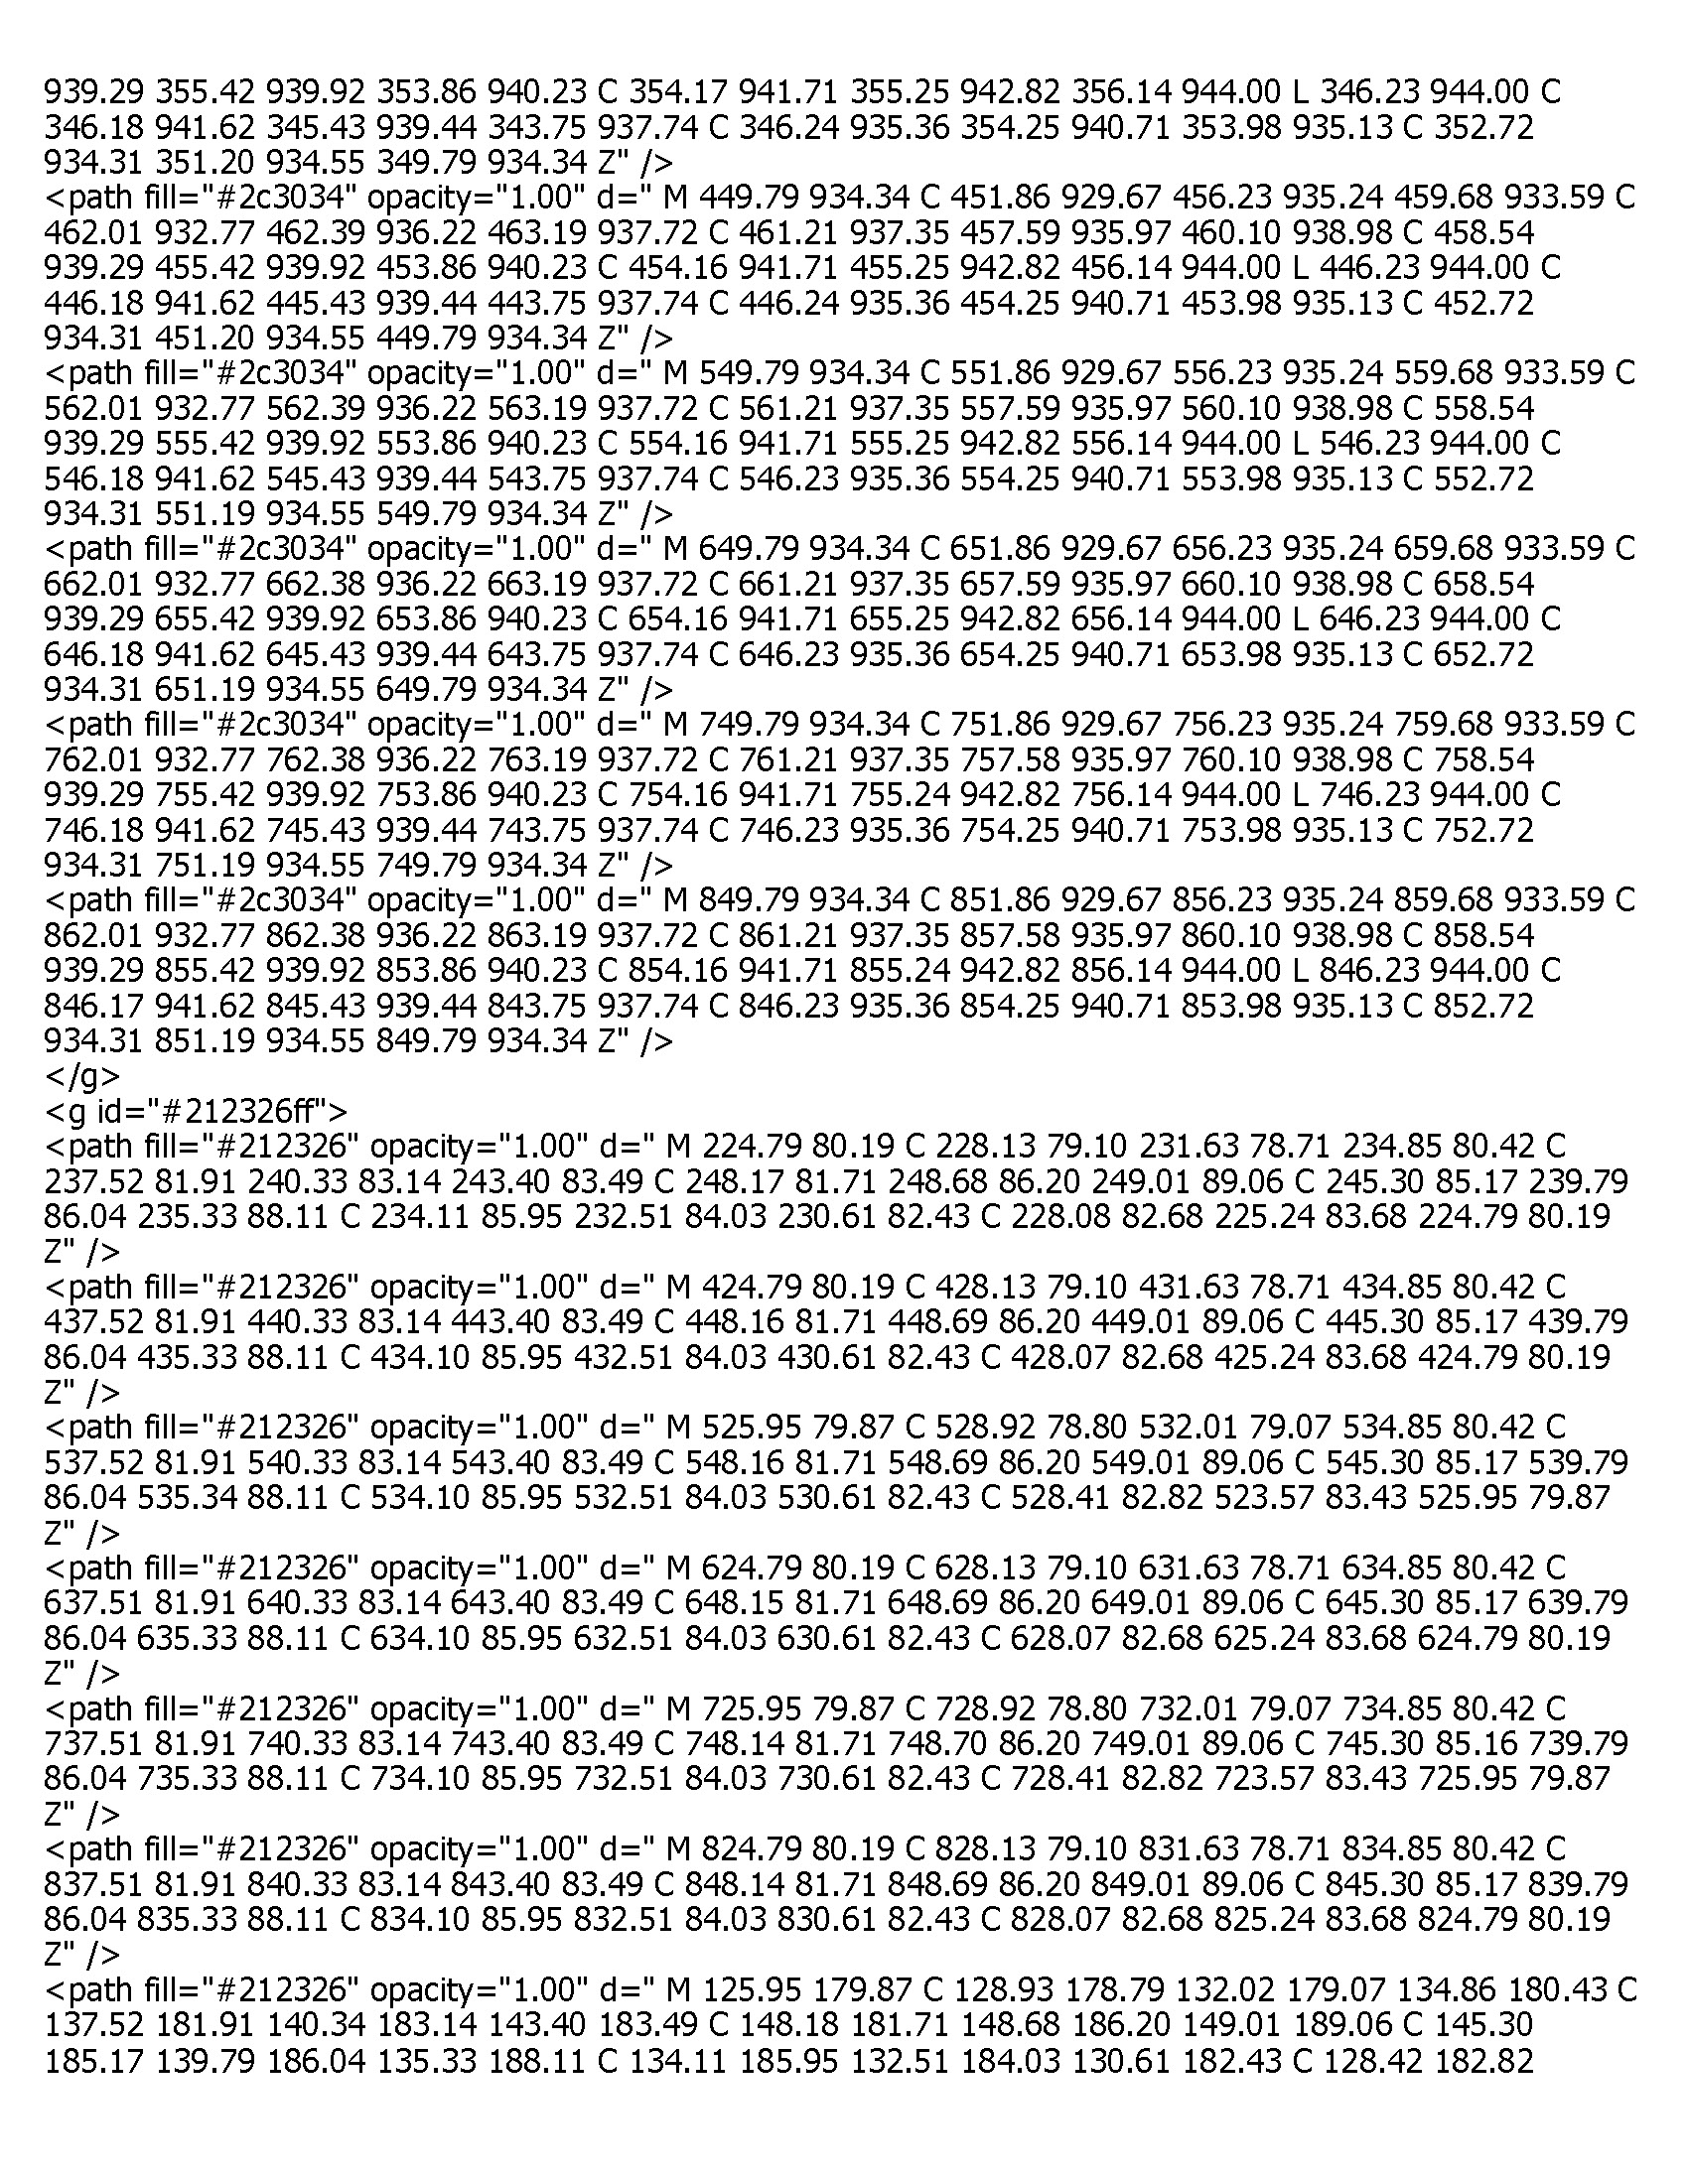 939.29 355.42 939.92 353.86 940.23 C 354.17 941.71 355.25 942.82 356.14 944.00 L 346.23 944.00 C
346.18 941.62 345.43 939.44 343.75 937.74 C 346.24 935.36 354.25 940.71 353.98 935.13 C 352.72
934.31 351.20 934.55 349.79 934.34 Z" />
<path fill="#2c3034" opacity="1.00" d=" M 449.79 934.34 C 451.86 929.67 456.23 935.24 459.68 933.59 C
462.01 932.77 462.39 936.22 463.19 937.72 C 461.21 937.35 457.59 935.97 460.10 938.98 C 458.54
939.29 455.42 939.92 453.86 940.23 C 454.16 941.71 455.25 942.82 456.14 944.00 L 446.23 944.00 C
446.18 941.62 445.43 939.44 443.75 937.74 C 446.24 935.36 454.25 940.71 453.98 935.13 C 452.72
934.31 451.20 934.55 449.79 934.34 Z" />
<path fill="#2c3034" opacity="1.00" d=" M 549.79 934.34 C 551.86 929.67 556.23 935.24 559.68 933.59 C
562.01 932.77 562.39 936.22 563.19 937.72 C 561.21 937.35 557.59 935.97 560.10 938.98 C 558.54
939.29 555.42 939.92 553.86 940.23 C 554.16 941.71 555.25 942.82 556.14 944.00 L 546.23 944.00 C
546.18 941.62 545.43 939.44 543.75 937.74 C 546.23 935.36 554.25 940.71 553.98 935.13 C 552.72
934.31 551.19 934.55 549.79 934.34 Z" />
<path fill="#2c3034" opacity="1.00" d=" M 649.79 934.34 C 651.86 929.67 656.23 935.24 659.68 933.59 C
662.01 932.77 662.38 936.22 663.19 937.72 C 661.21 937.35 657.59 935.97 660.10 938.98 C 658.54
939.29 655.42 939.92 653.86 940.23 C 654.16 941.71 655.25 942.82 656.14 944.00 L 646.23 944.00 C
646.18 941.62 645.43 939.44 643.75 937.74 C 646.23 935.36 654.25 940.71 653.98 935.13 C 652.72
934.31 651.19 934.55 649.79 934.34 Z" />
<path fill="#2c3034" opacity="1.00" d=" M 749.79 934.34 C 751.86 929.67 756.23 935.24 759.68 933.59 C
762.01 932.77 762.38 936.22 763.19 937.72 C 761.21 937.35 757.58 935.97 760.10 938.98 C 758.54
939.29 755.42 939.92 753.86 940.23 C 754.16 941.71 755.24 942.82 756.14 944.00 L 746.23 944.00 C
746.18 941.62 745.43 939.44 743.75 937.74 C 746.23 935.36 754.25 940.71 753.98 935.13 C 752.72
934.31 751.19 934.55 749.79 934.34 Z" />
<path fill="#2c3034" opacity="1.00" d=" M 849.79 934.34 C 851.86 929.67 856.23 935.24 859.68 933.59 C
862.01 932.77 862.38 936.22 863.19 937.72 C 861.21 937.35 857.58 935.97 860.10 938.98 C 858.54
939.29 855.42 939.92 853.86 940.23 C 854.16 941.71 855.24 942.82 856.14 944.00 L 846.23 944.00 C
846.17 941.62 845.43 939.44 843.75 937.74 C 846.23 935.36 854.25 940.71 853.98 935.13 C 852.72
934.31 851.19 934.55 849.79 934.34 Z" />
</g>
<g id="#212326ff">
<path fill="#212326" opacity="1.00" d=" M 224.79 80.19 C 228.13 79.10 231.63 78.71 234.85 80.42 C
237.52 81.91 240.33 83.14 243.40 83.49 C 248.17 81.71 248.68 86.20 249.01 89.06 C 245.30 85.17 239.79
86.04 235.33 88.11 C 234.11 85.95 232.51 84.03 230.61 82.43 C 228.08 82.68 225.24 83.68 224.79 80.19
Z" />
<path fill="#212326" opacity="1.00" d=" M 424.79 80.19 C 428.13 79.10 431.63 78.71 434.85 80.42 C
437.52 81.91 440.33 83.14 443.40 83.49 C 448.16 81.71 448.69 86.20 449.01 89.06 C 445.30 85.17 439.79
86.04 435.33 88.11 C 434.10 85.95 432.51 84.03 430.61 82.43 C 428.07 82.68 425.24 83.68 424.79 80.19
Z" />
<path fill="#212326" opacity="1.00" d=" M 525.95 79.87 C 528.92 78.80 532.01 79.07 534.85 80.42 C
537.52 81.91 540.33 83.14 543.40 83.49 C 548.16 81.71 548.69 86.20 549.01 89.06 C 545.30 85.17 539.79
86.04 535.34 88.11 C 534.10 85.95 532.51 84.03 530.61 82.43 C 528.41 82.82 523.57 83.43 525.95 79.87
Z" />
<path fill="#212326" opacity="1.00" d=" M 624.79 80.19 C 628.13 79.10 631.63 78.71 634.85 80.42 C
637.51 81.91 640.33 83.14 643.40 83.49 C 648.15 81.71 648.69 86.20 649.01 89.06 C 645.30 85.17 639.79
86.04 635.33 88.11 C 634.10 85.95 632.51 84.03 630.61 82.43 C 628.07 82.68 625.24 83.68 624.79 80.19
Z" />
<path fill="#212326" opacity="1.00" d=" M 725.95 79.87 C 728.92 78.80 732.01 79.07 734.85 80.42 C
737.51 81.91 740.33 83.14 743.40 83.49 C 748.14 81.71 748.70 86.20 749.01 89.06 C 745.30 85.16 739.79
86.04 735.33 88.11 C 734.10 85.95 732.51 84.03 730.61 82.43 C 728.41 82.82 723.57 83.43 725.95 79.87
Z" />
<path fill="#212326" opacity="1.00" d=" M 824.79 80.19 C 828.13 79.10 831.63 78.71 834.85 80.42 C
837.51 81.91 840.33 83.14 843.40 83.49 C 848.14 81.71 848.69 86.20 849.01 89.06 C 845.30 85.17 839.79
86.04 835.33 88.11 C 834.10 85.95 832.51 84.03 830.61 82.43 C 828.07 82.68 825.24 83.68 824.79 80.19
Z" />
<path fill="#212326" opacity="1.00" d=" M 125.95 179.87 C 128.93 178.79 132.02 179.07 134.86 180.43 C
137.52 181.91 140.34 183.14 143.40 183.49 C 148.18 181.71 148.68 186.20 149.01 189.06 C 145.30
185.17 139.79 186.04 135.33 188.11 C 134.11 185.95 132.51 184.03 130.61 182.43 C 128.42 182.82